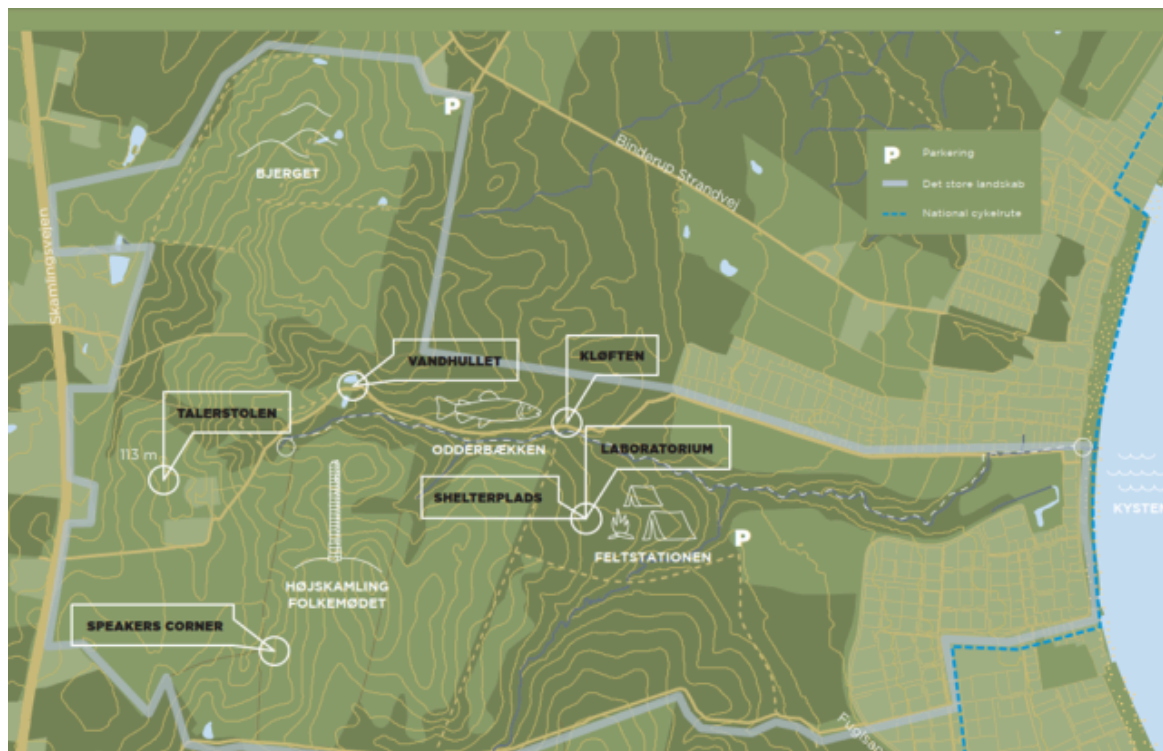 P
BJERGET
Binderup Strandvej
P Parkering
Det store landskab
National cykelrute
Skamlingsvejen
VANDHULLET
KLØFTEN
TALERSTOLEN
113 m
ODDERBÆKKEN
LABORATORIUM
SHELTERPLADS
KYSTEN
P
FELTSTATIONEN
HØJSKAMLING
FOLKEMØDET
SPEAKERS CORNER